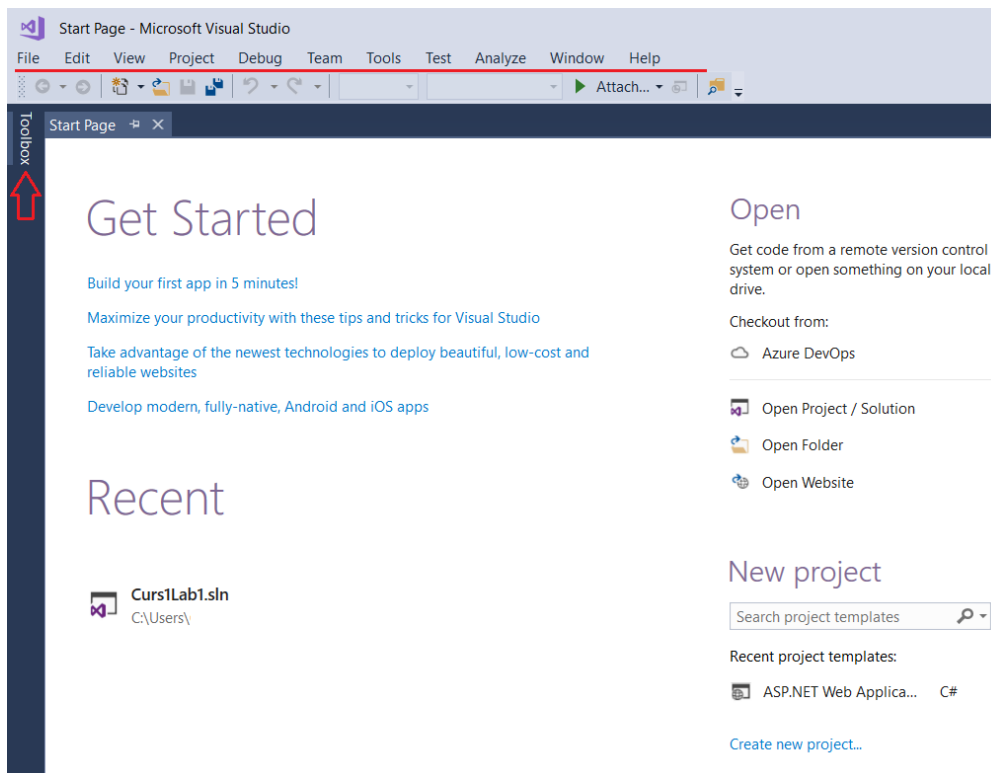 Start Page - Microsoft Visual Studio
File Edit View Project Debug Team Tools Test Analyze Window Help
Attach...
Toolbox
Start Page
Get Started
Build your first app in 5 minutes!
Maximize your productivity with these tips and tricks for Visual Studio
Take advantage of the newest technologies to deploy beautiful, low-cost and
reliable websites
Develop modern, fully-native, Android and iOS apps
Recent
Curs1Lab1.sln
C:\Users\
Open
Get code from a remote version control
system or open something on your local
drive.
Checkout from:
Azure DevOps
Open Project / Solution
Open Folder
Open Website
New project
Search project templates
Recent project templates:
ASP.NET Web Applica... C#
Create new project...